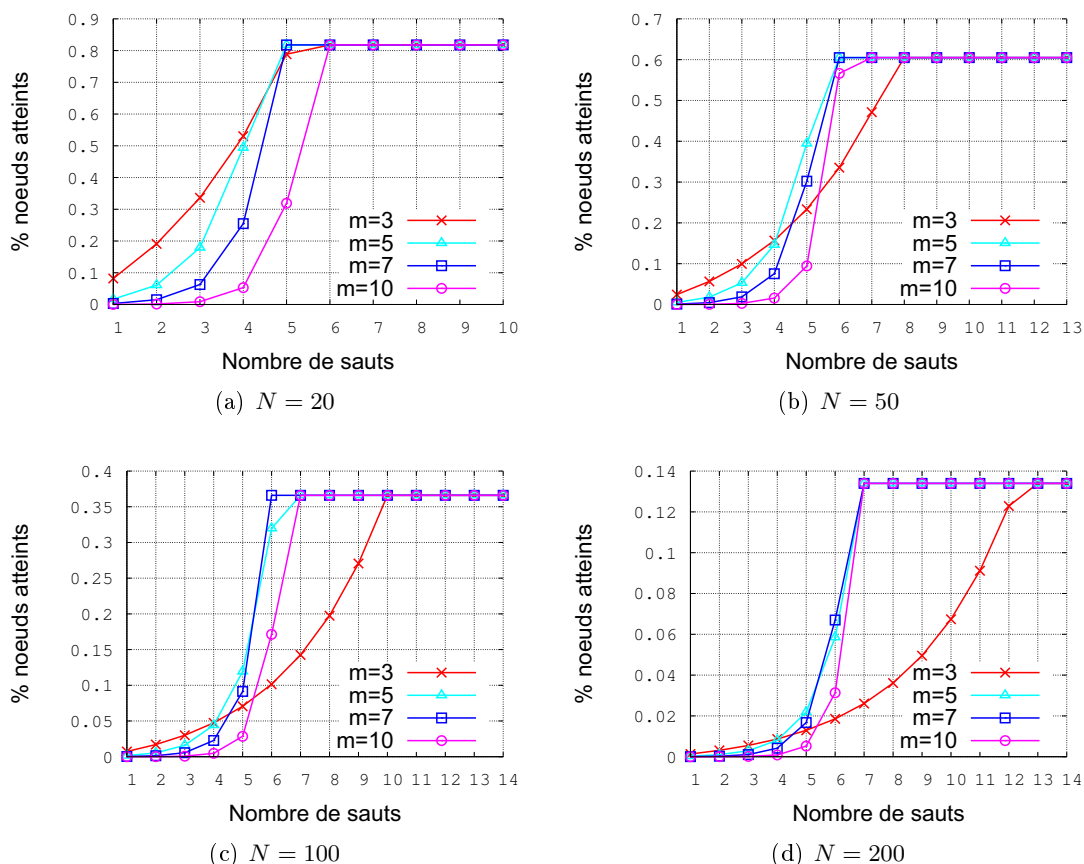 % noeuds atteints
0.9
0.8
0.7
0.6
0.5
0.4
0.3
0.2
0.1
0
m=3
m=5
m=7
m=10
1 2 3 4 5 6 7 8 9 10
Nombre de sauts
(a) N = 20
% noeuds atteints
0.7
0.6
0.5
0.4
0.3
0.2
0.1
0
m=3
m=5
m=7
m=10
1 2 3 4 5 6 7 8 9 10 11 12 13
Nombre de sauts
(b) N = 50
% noeuds atteints
0.4
0.35
0.3
0.25
0.2
0.15
0.1
0.05
0
m=3
m=5
m=7
m=10
1 2 3 4 5 6 7 8 9 10 11 12 13 14
Nombre de sauts
(c) N = 100
% noeuds atteints
0.14
0.12
0.1
0.08
0.06
0.04
0.02
0
m=3
m=5
m=7
m=10
1 2 3 4 5 6 7 8 9 10 11 12 13 14
Nombre de sauts
(d) N = 200